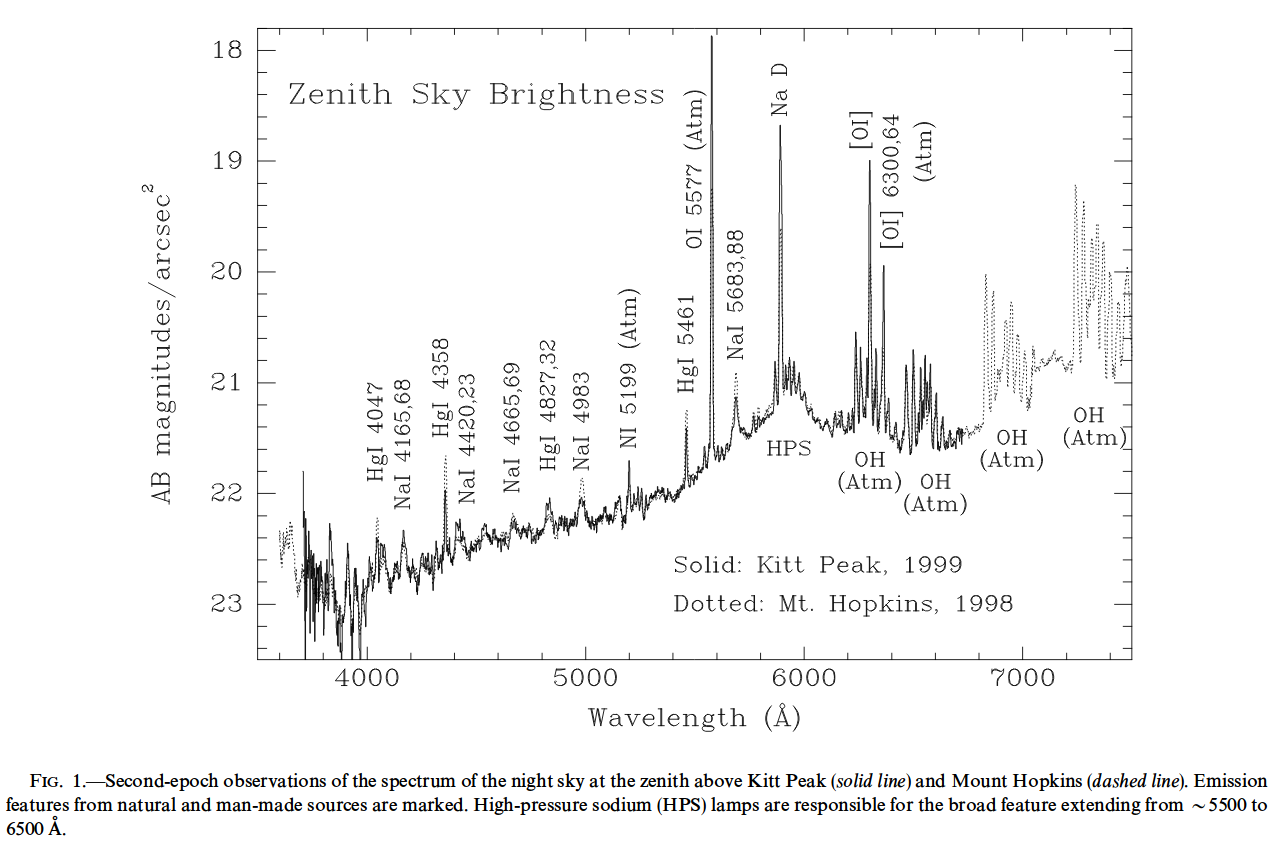 18
19
20
21
22
23
AB magnitudes/arcsec2
Zenith Sky Brightness
HgI 4047
NaI 4165,68
HgI 4358
NaI 4420,23
NaI 4665,69
HgI 4827,32
NaI 4983
NI 5199 (Atm)
HgI 5461
OI 5577 (Atm)
NaI 5683,88
Na D
HPS
[OI]
[OI] 6300,64
(Atm)
OH
(Atm)
OH
(Atm)
OH
(Atm)
OH
(Atm)
Solid: Kitt Peak, 1999
Dotted: Mt. Hopkins, 1998
4000 5000 6000 7000
Wavelength (Å)
FIG. 1.—Second-epoch observations of the spectrum of the night sky at the zenith above Kitt Peak (solid line) and Mount Hopkins (dashed line). Emission
features from natural and man-made sources are marked. High-pressure sodium (HPS) lamps are responsible for the broad feature extending from ~5500 to
6500 Å.